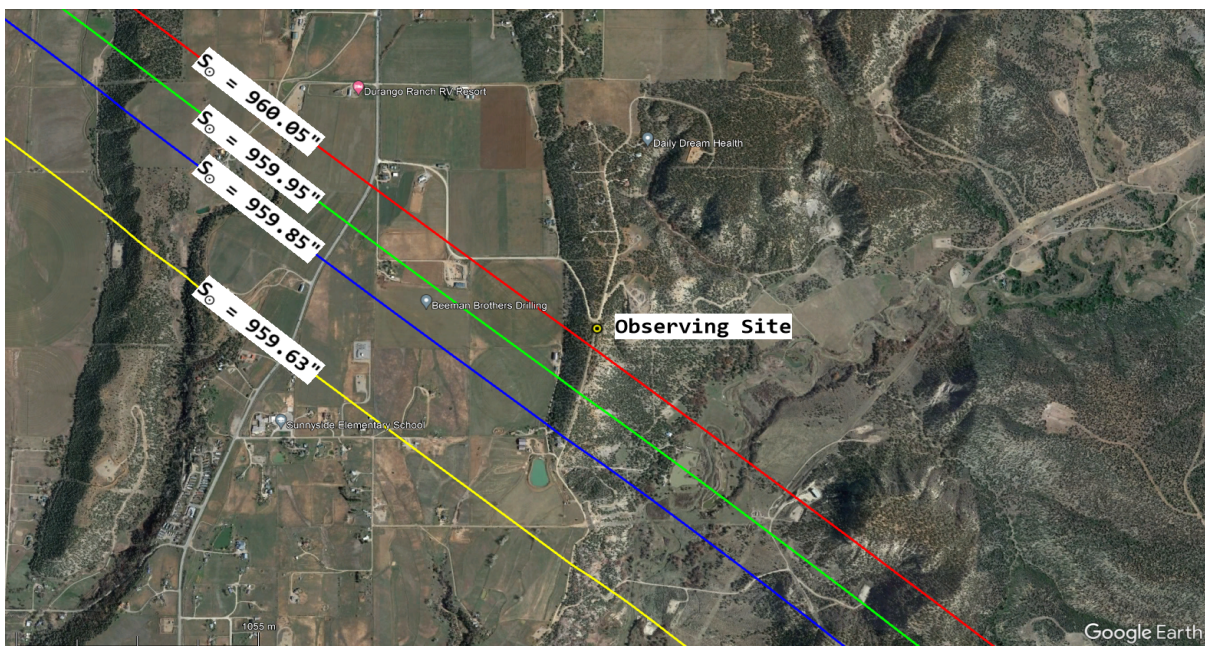 S☉ = 960.05"
Durango Ranch RV Resort
S☉ = 959.95"
Daily Dream Health
S☉ = 959.85"
S☉ = 959.63"
Beeman Brothers Drilling
Observing Site
Sunnyside Elementary School
1055 m
Google Earth